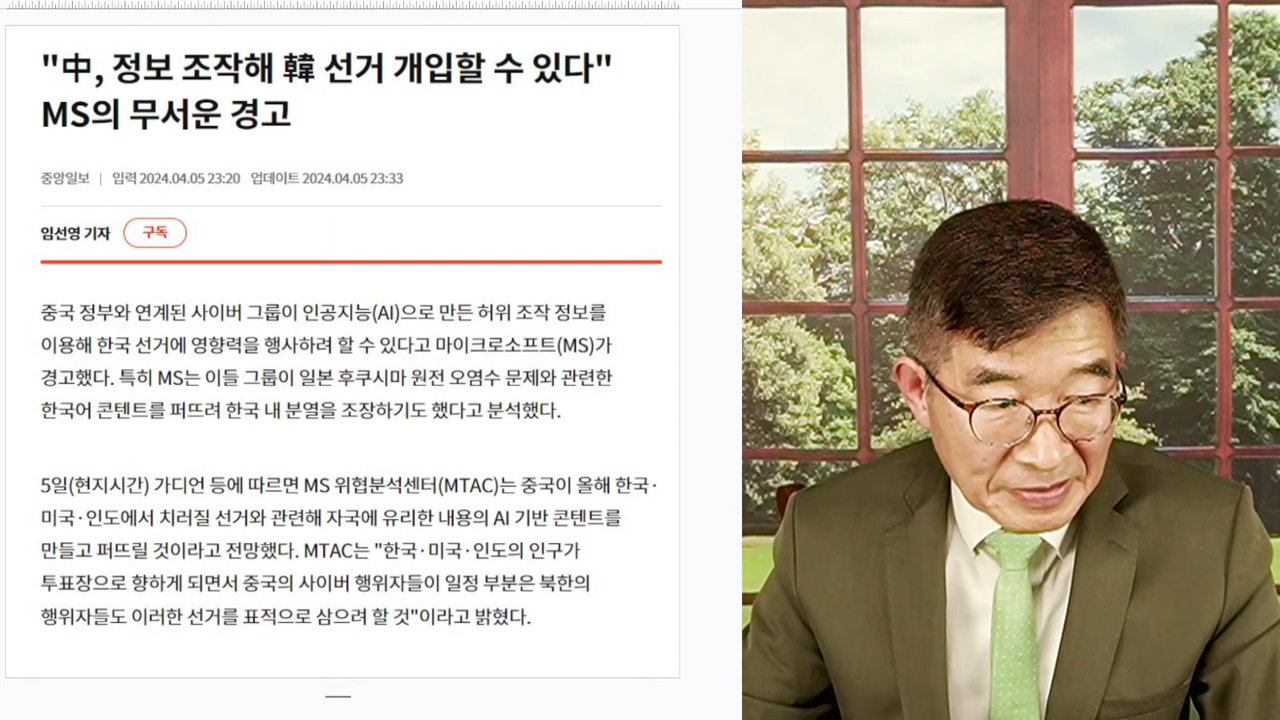 "中, 정보 조작해 韓 선거 개입할 수 있다"
MS의 무서운 경고
중앙일보 | 입력 2024.04.05 23:20 업데이트 2024.04.05 23:33
임선영 기자 구독
중국 정부와 연계된 사이버 그룹이 인공지능(AI)으로 만든 허위 조작 정보를
이용해 한국 선거에 영향력을 행사하려 할 수 있다고 마이크로소프트(MS)가
경고했다. 특히 MS는 이들 그룹이 일본 후쿠시마 원전 오염수 문제와 관련한
한국어 콘텐트를 퍼뜨려 한국 내 분열을 조장하기도 했다고 분석했다.
5일(현지시간) 가디언 등에 따르면 MS 위협분석센터(MTAC)는 중국이 올해 한국·
미국·인도에서 치러질 선거와 관련해 자국에 유리한 내용의 AI 기반 콘텐트를
만들고 퍼뜨릴 것이라고 전망했다. MTAC는 "한국·미국·인도의 인구가
투표장으로 향하게 되면서 중국의 사이버 행위자들이 일정 부분은 북한의
행위자들도 이러한 선거를 표적으로 삼으려 할 것"이라고 밝혔다.